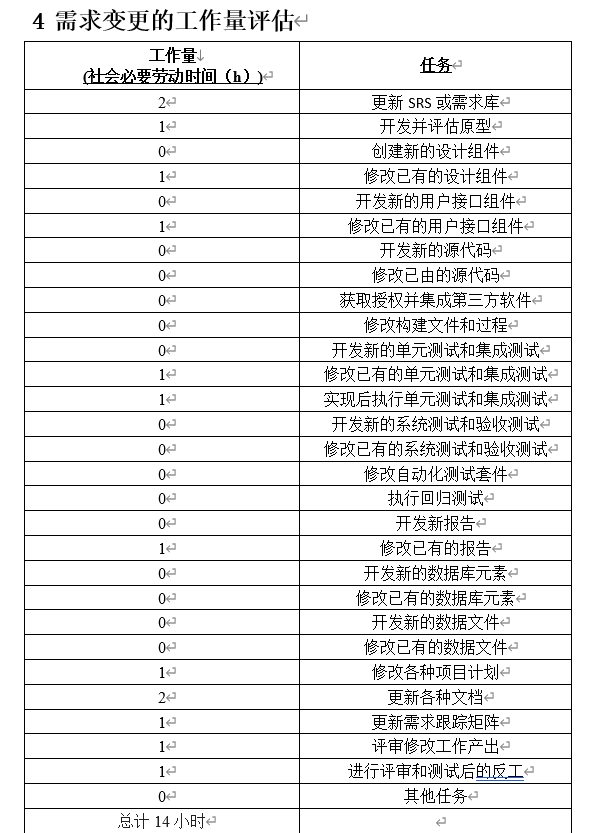 4 需求变更的工作量评估
工作量 任务
(社会必要劳动时间（h）)
2 更新 SRS 或需求库
1 开发并评估原型
0 创建新的设计组件
1 修改已有的设计组件
0 开发新的用户接口组件
1 修改已有的用户接口组件
0 开发新的源代码
0 修改已由的源代码
0 获取授权并集成第三方软件
0 修改构建文件和过程
0 开发新的单元测试和集成测试
1 修改已有的单元测试和集成测试
1 实现后执行单元测试和集成测试
0 开发新的系统测试和验收测试
0 修改已有的系统测试和验收测试
0 修改自动化测试套件
0 执行回归测试
0 开发新报告
1 修改已有的报告
0 开发新的数据库元素
0 修改已有的数据库元素
0 开发新的数据文件
0 修改已有的数据文件
1 修改各种项目计划
2 更新各种文档
1 更新需求跟踪矩阵
1 评审修改工作产出
1 进行评审和测试后的反工
0 其他任务
总计 14 小时